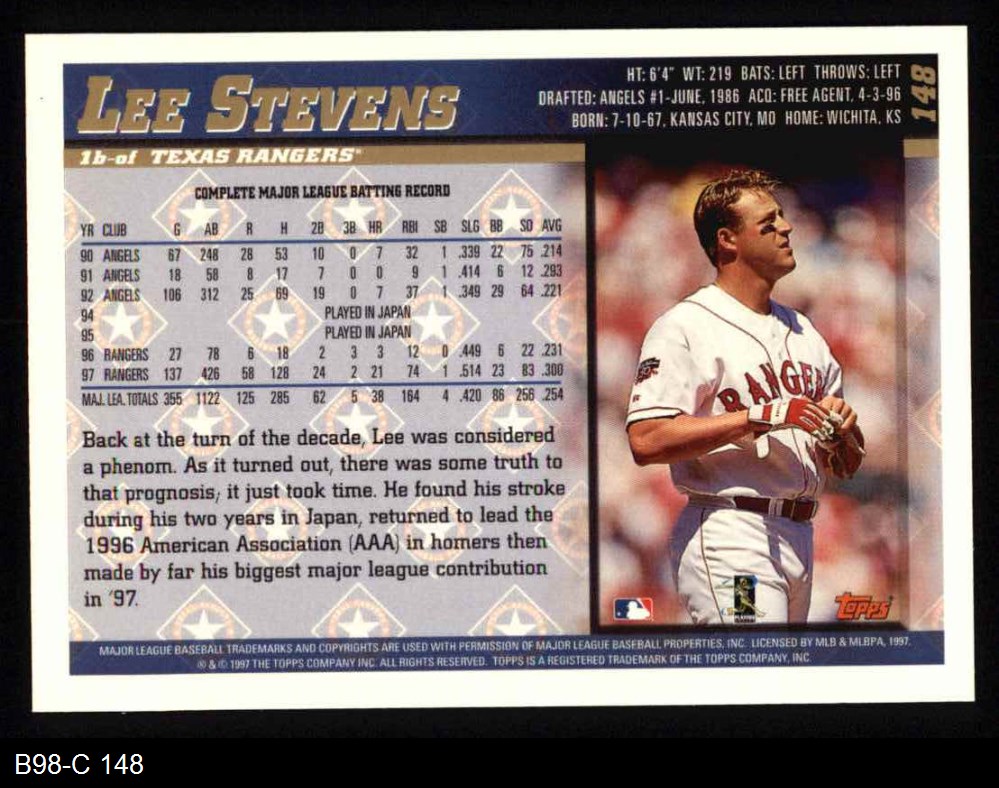 LEE STEVENS
HT: 6'4" WT: 219 BATS: LEFT THROWS: LEFT
DRAFTED: ANGELS #1-JUNE, 1986 ACQ: FREE AGENT, 4-3-96
BORN: 7-10-67, KANSAS CITY, MO HOME: WICHITA, KS
148
1b-of TEXAS RANGERS
COMPLETE MAJOR LEAGUE BATTING RECORD
YR CLUB G AB R H 2B 3B HR RBI SB SLG BB SO AVG
90 ANGELS 67 248 28 53 10 0 7 32 1 .339 22 75 .214
91 ANGELS 18 58 8 17 7 0 0 9 1 .414 6 12 .293
92 ANGELS 106 312 25 69 19 0 7 37 1 .349 29 64 .221
94 PLAYED IN JAPAN
95 PLAYED IN JAPAN
96 RANGERS 27 78 6 18 2 3 3 12 0 .449 6 22 .231
97 RANGERS 137 426 58 128 24 2 21 74 1 .514 23 83 .300
MAJ. LEA. TOTALS 355 1122 125 285 62 5 38 164 4 .420 86 256 .254
Back at the turn of the decade, Lee was considered
a phenom. As it turned out, there was some truth to
that prognosis; it just took time. He found his stroke
during his two years in Japan, returned to lead the
1996 American Association (AAA) in homers then
made by far his biggest major league contribution
in '97.
RANGER
Topps
MAJOR LEAGUE BASEBALL TRADEMARKS AND COPYRIGHTS ARE USED WITH PERMISSION OF MAJOR LEAGUE BASEBALL PROPERTIES, INC. LICENSED BY MLB & MLBPA, 1997.
® & © 1997 THE TOPPS COMPANY INC. ALL RIGHTS RESERVED. TOPPS IS A REGISTERED TRADEMARK OF THE TOPPS COMPANY, INC.
B98-C 148